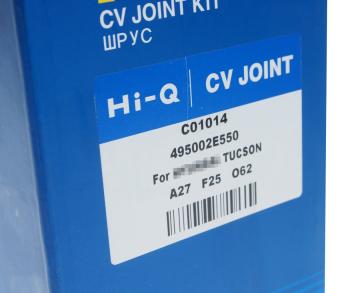 CV JOINT KIT
ШРУС
Hi-Q CV JOINT
C01014
495002E550
For TUCSON
A27 F25 O62